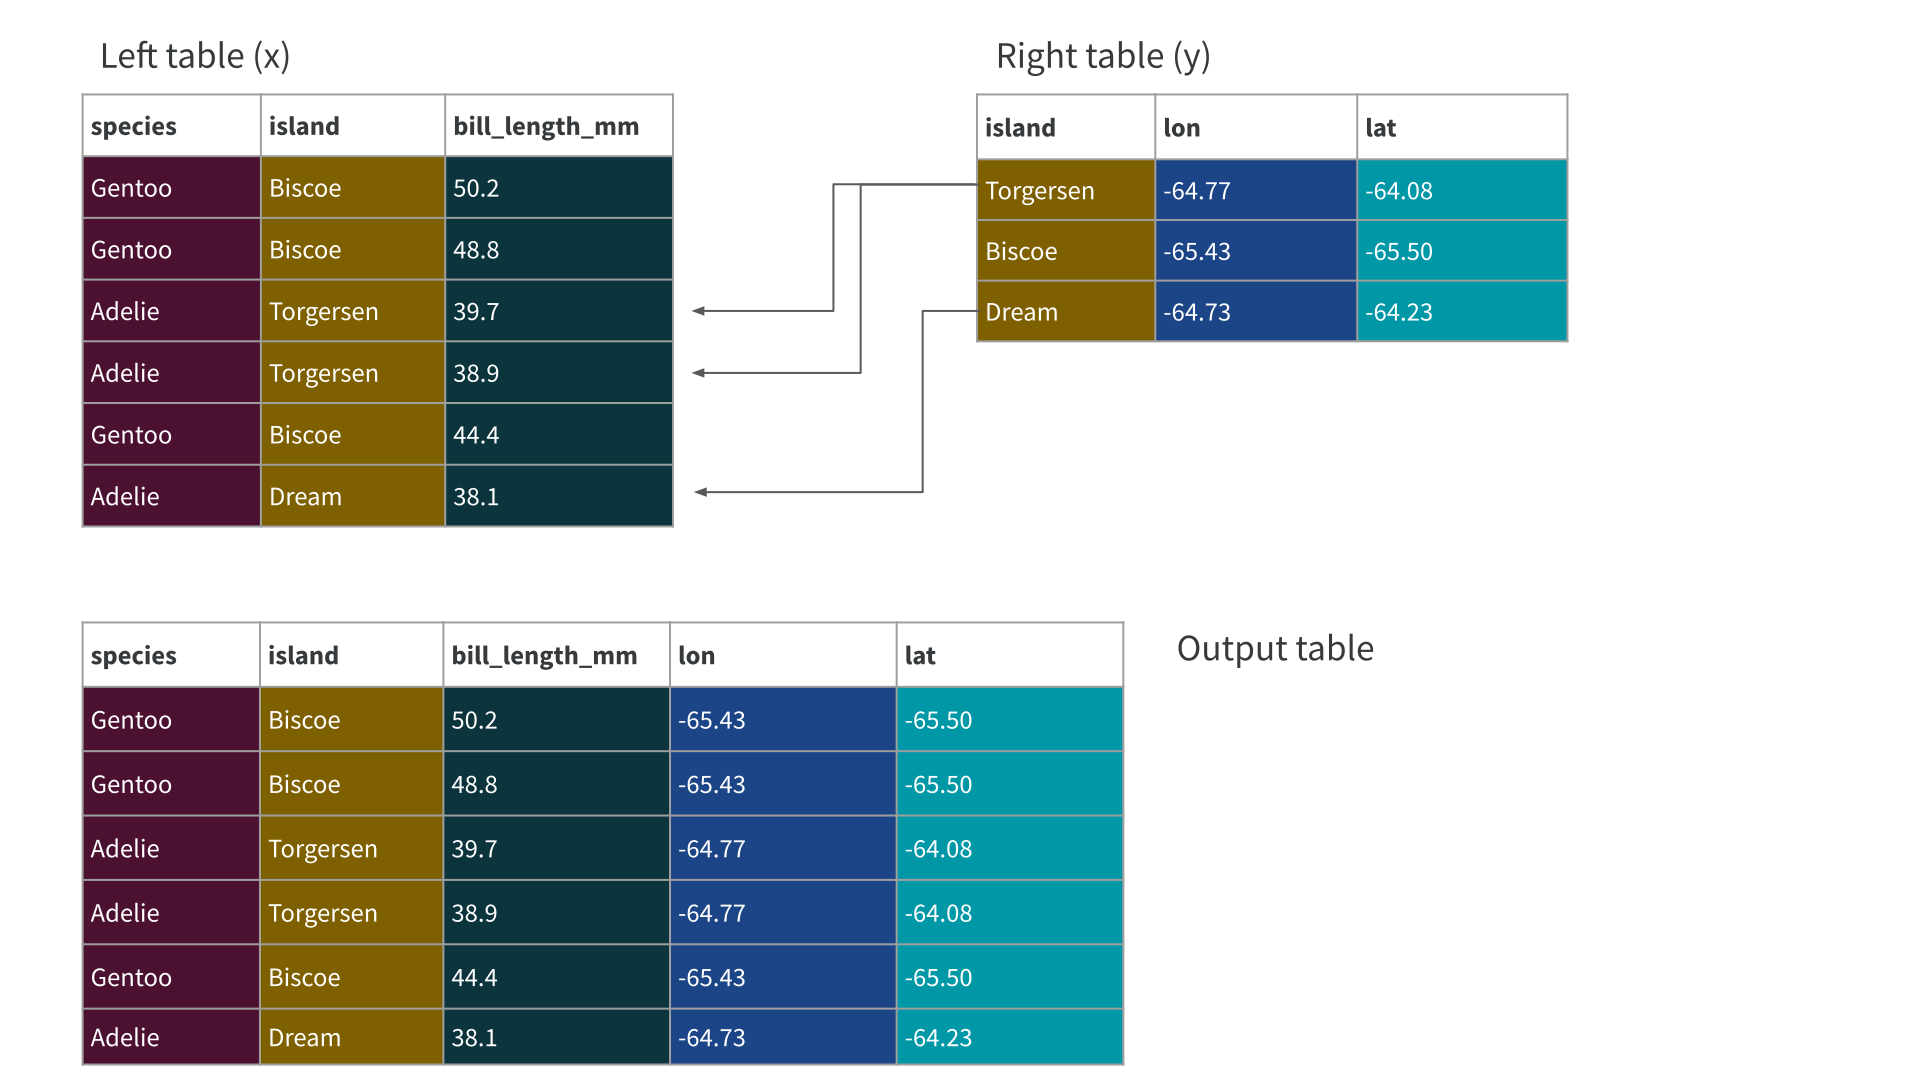 Left table (x)
species island bill_length_mm
Gentoo Biscoe 50.2
Gentoo Biscoe 48.8
Adelie Torgersen 39.7
Adelie Torgersen 38.9
Gentoo Biscoe 44.4
Adelie Dream 38.1
Right table (y)
island lon lat
Torgersen -64.77 -64.08
Biscoe -65.43 -65.50
Dream -64.73 -64.23
Output table
species island bill_length_mm lon lat
Gentoo Biscoe 50.2 -65.43 -65.50
Gentoo Biscoe 48.8 -65.43 -65.50
Adelie Torgersen 39.7 -64.77 -64.08
Adelie Torgersen 38.9 -64.77 -64.08
Gentoo Biscoe 44.4 -65.43 -65.50
Adelie Dream 38.1 -64.73 -64.23